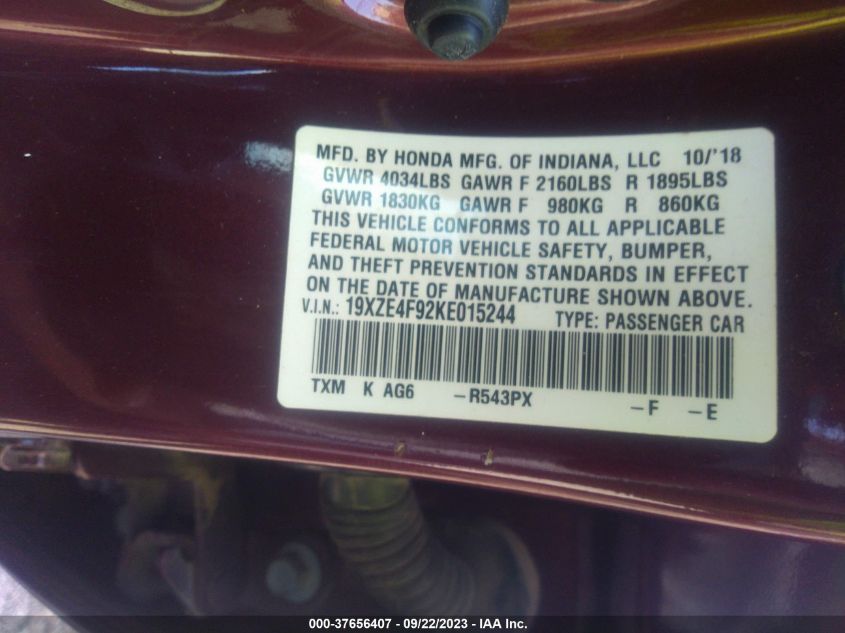 MFD. BY HONDA MFG. OF INDIANA, LLC 10/'18
GVWR 4034LBS GAWR F 2160LBS R 1895LBS
GVWR 1830KG GAWR F 980KG R 860KG
THIS VEHICLE CONFORMS TO ALL APPLICABLE
FEDERAL MOTOR VEHICLE SAFETY, BUMPER,
AND THEFT PREVENTION STANDARDS IN EFFECT
ON THE DATE OF MANUFACTURE SHOWN ABOVE.
V.I.N.: 19XZE4F92KE015244 TYPE: PASSENGER CAR
TXM K AG6 -R543PX -F -E
000-37656407 - 09/22/2023 - IAA Inc.